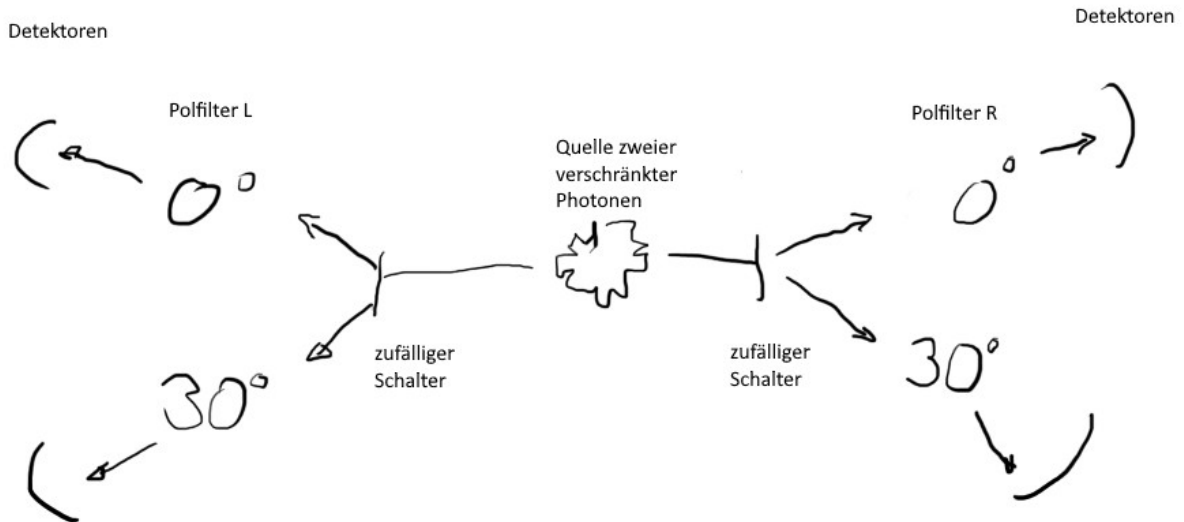 Detektoren
Detektoren
Polfilter L
Polfilter R
Quelle zweier
verschränkter
Photonen
0°
0°
zufälliger
Schalter
zufälliger
Schalter
30°
30°